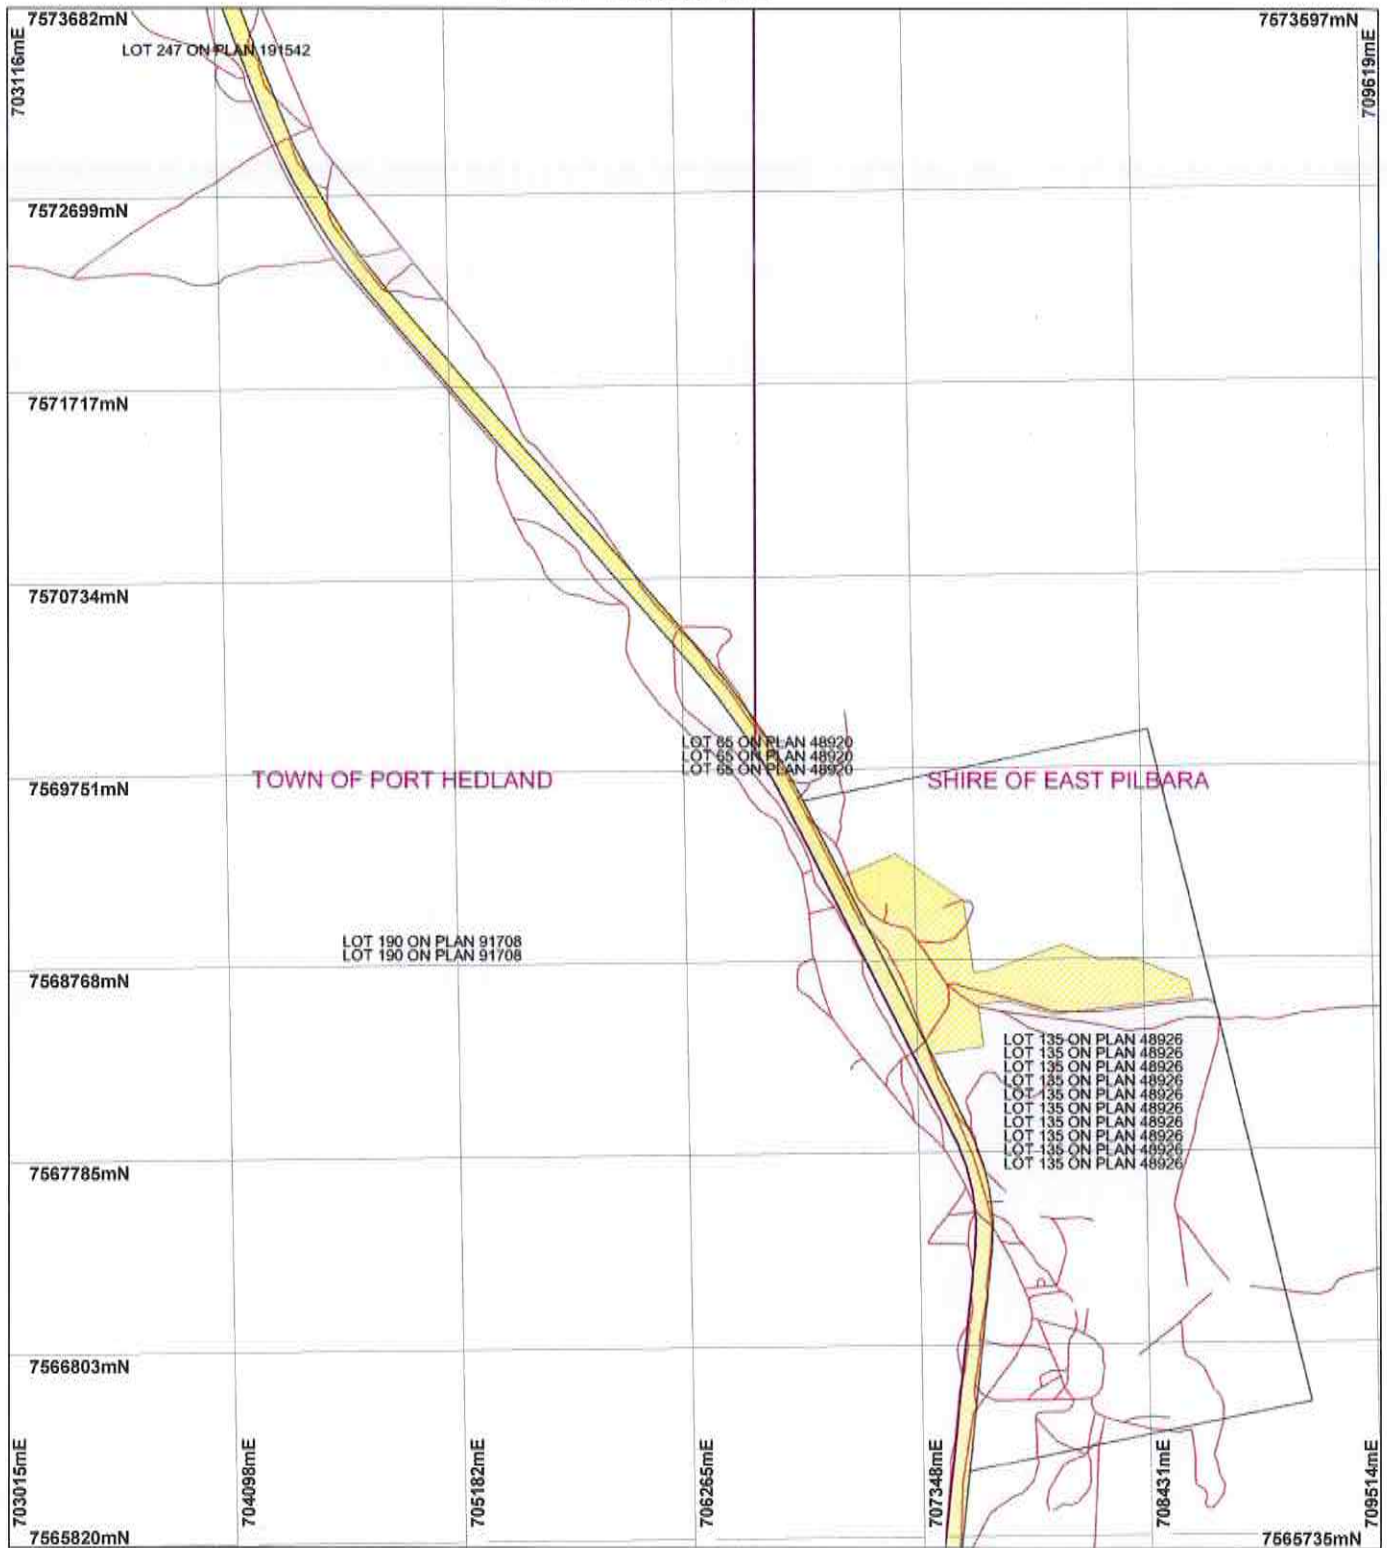 7573682mN
7573597mN
703116mE
709619mE
LOT 247 ON PLAN 191542
7572699mN
7571717mN
7570734mN
LOT 65 ON PLAN 48920
LOT 65 ON PLAN 48920
LOT 65 ON PLAN 48920
TOWN OF PORT HEDLAND
SHIRE OF EAST PILBARA
7569751mN
LOT 190 ON PLAN 91708
LOT 190 ON PLAN 91708
7568768mN
LOT 135 ON PLAN 48926
LOT 135 ON PLAN 48926
LOT 135 ON PLAN 48926
LOT 135 ON PLAN 48926
LOT 135 ON PLAN 48926
LOT 135 ON PLAN 48926
LOT 135 ON PLAN 48926
LOT 135 ON PLAN 48926
LOT 135 ON PLAN 48926
LOT 135 ON PLAN 48926
7567785mN
7566803mN
703015mE
704098mE
705182mE
706265mE
707348mE
708431mE
709514mE
7565820mN
7565735mN